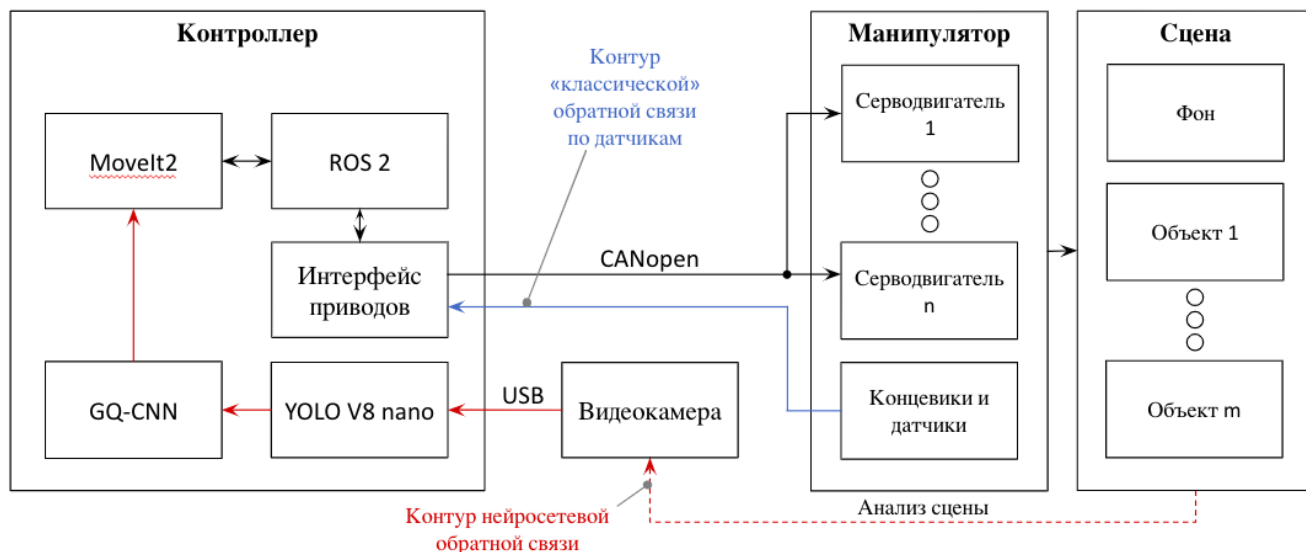 Контроллер
MoveIt2
ROS 2
Интерфейс
приводов
GQ-CNN
YOLO V8 nano
Контур
«классической»
обратной связи
по датчикам
CANopen
USB
Видеокамера
Контур нейросетевой
обратной связи
Манипулятор
Серводвигатель
1
Серводвигатель
n
Концевики и
датчики
Анализ сцены
Сцена
Фон
Объект 1
Объект m